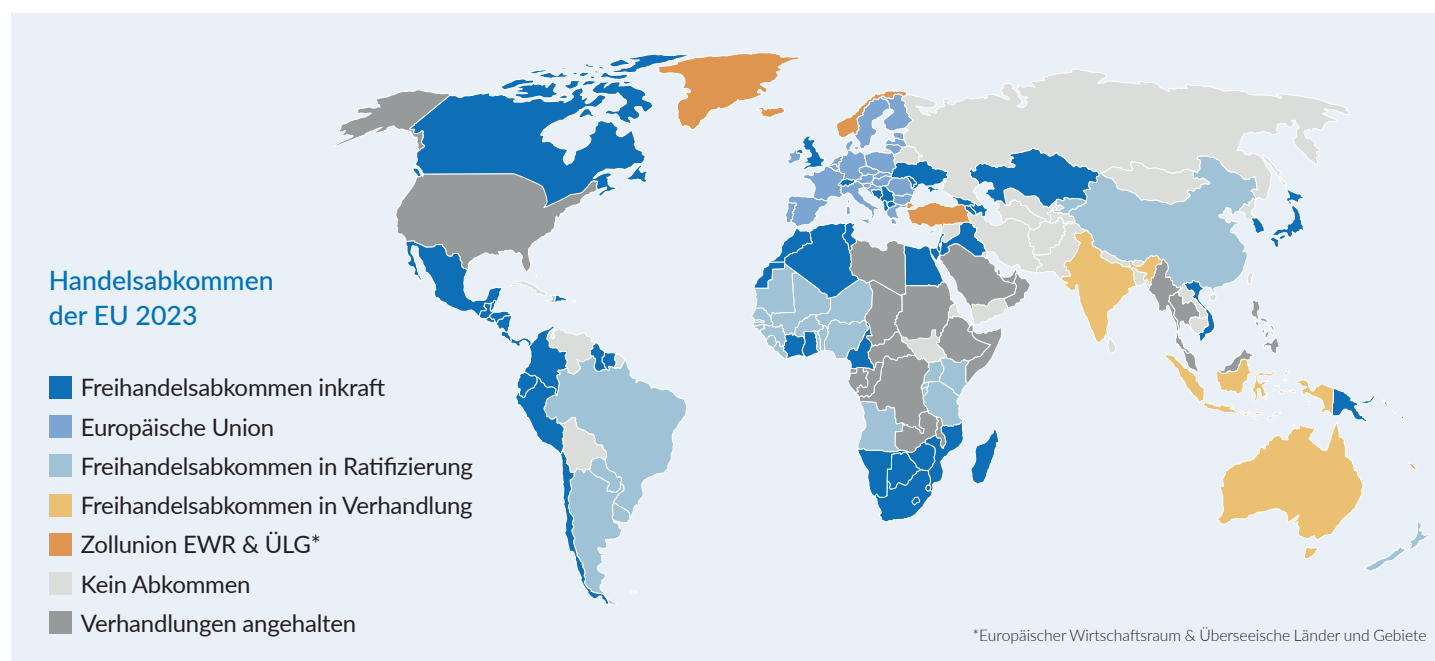 Handelsabkommen
der EU 2023
Freihandelsabkommen inkraft
Europäische Union
Freihandelsabkommen in Ratifizierung
Freihandelsabkommen in Verhandlung
Zollunion EWR & ÜLG*
Kein Abkommen
Verhandlungen angehalten
*Europäischer Wirtschaftsraum & Überseeische Länder und Gebiete